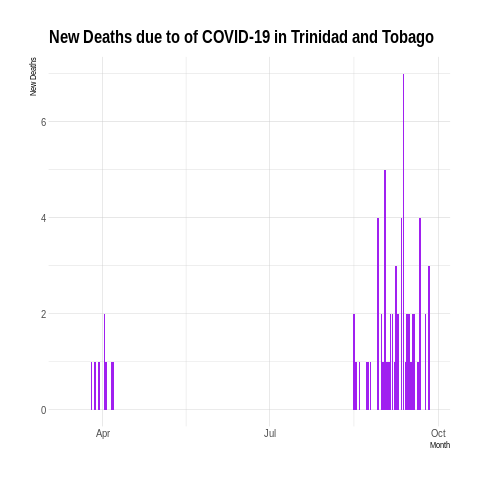 New Deaths due to of COVID-19 in Trinidad and Tobago
New Deaths
6
4
2
0
Apr
Jul
Oct
Month